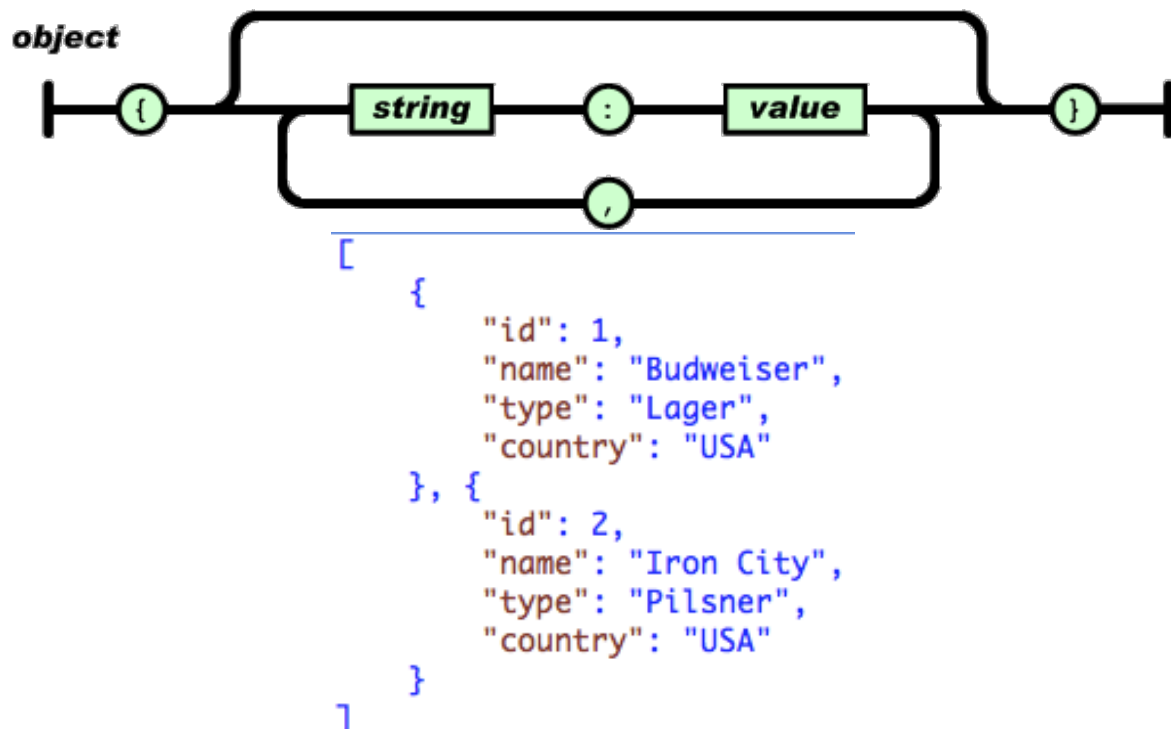 object
{ string : value }
,
[
    {
        "id": 1,
        "name": "Budweiser",
        "type": "Lager",
        "country": "USA"
    }, {
        "id": 2,
        "name": "Iron City",
        "type": "Pilsner",
        "country": "USA"
    }
]